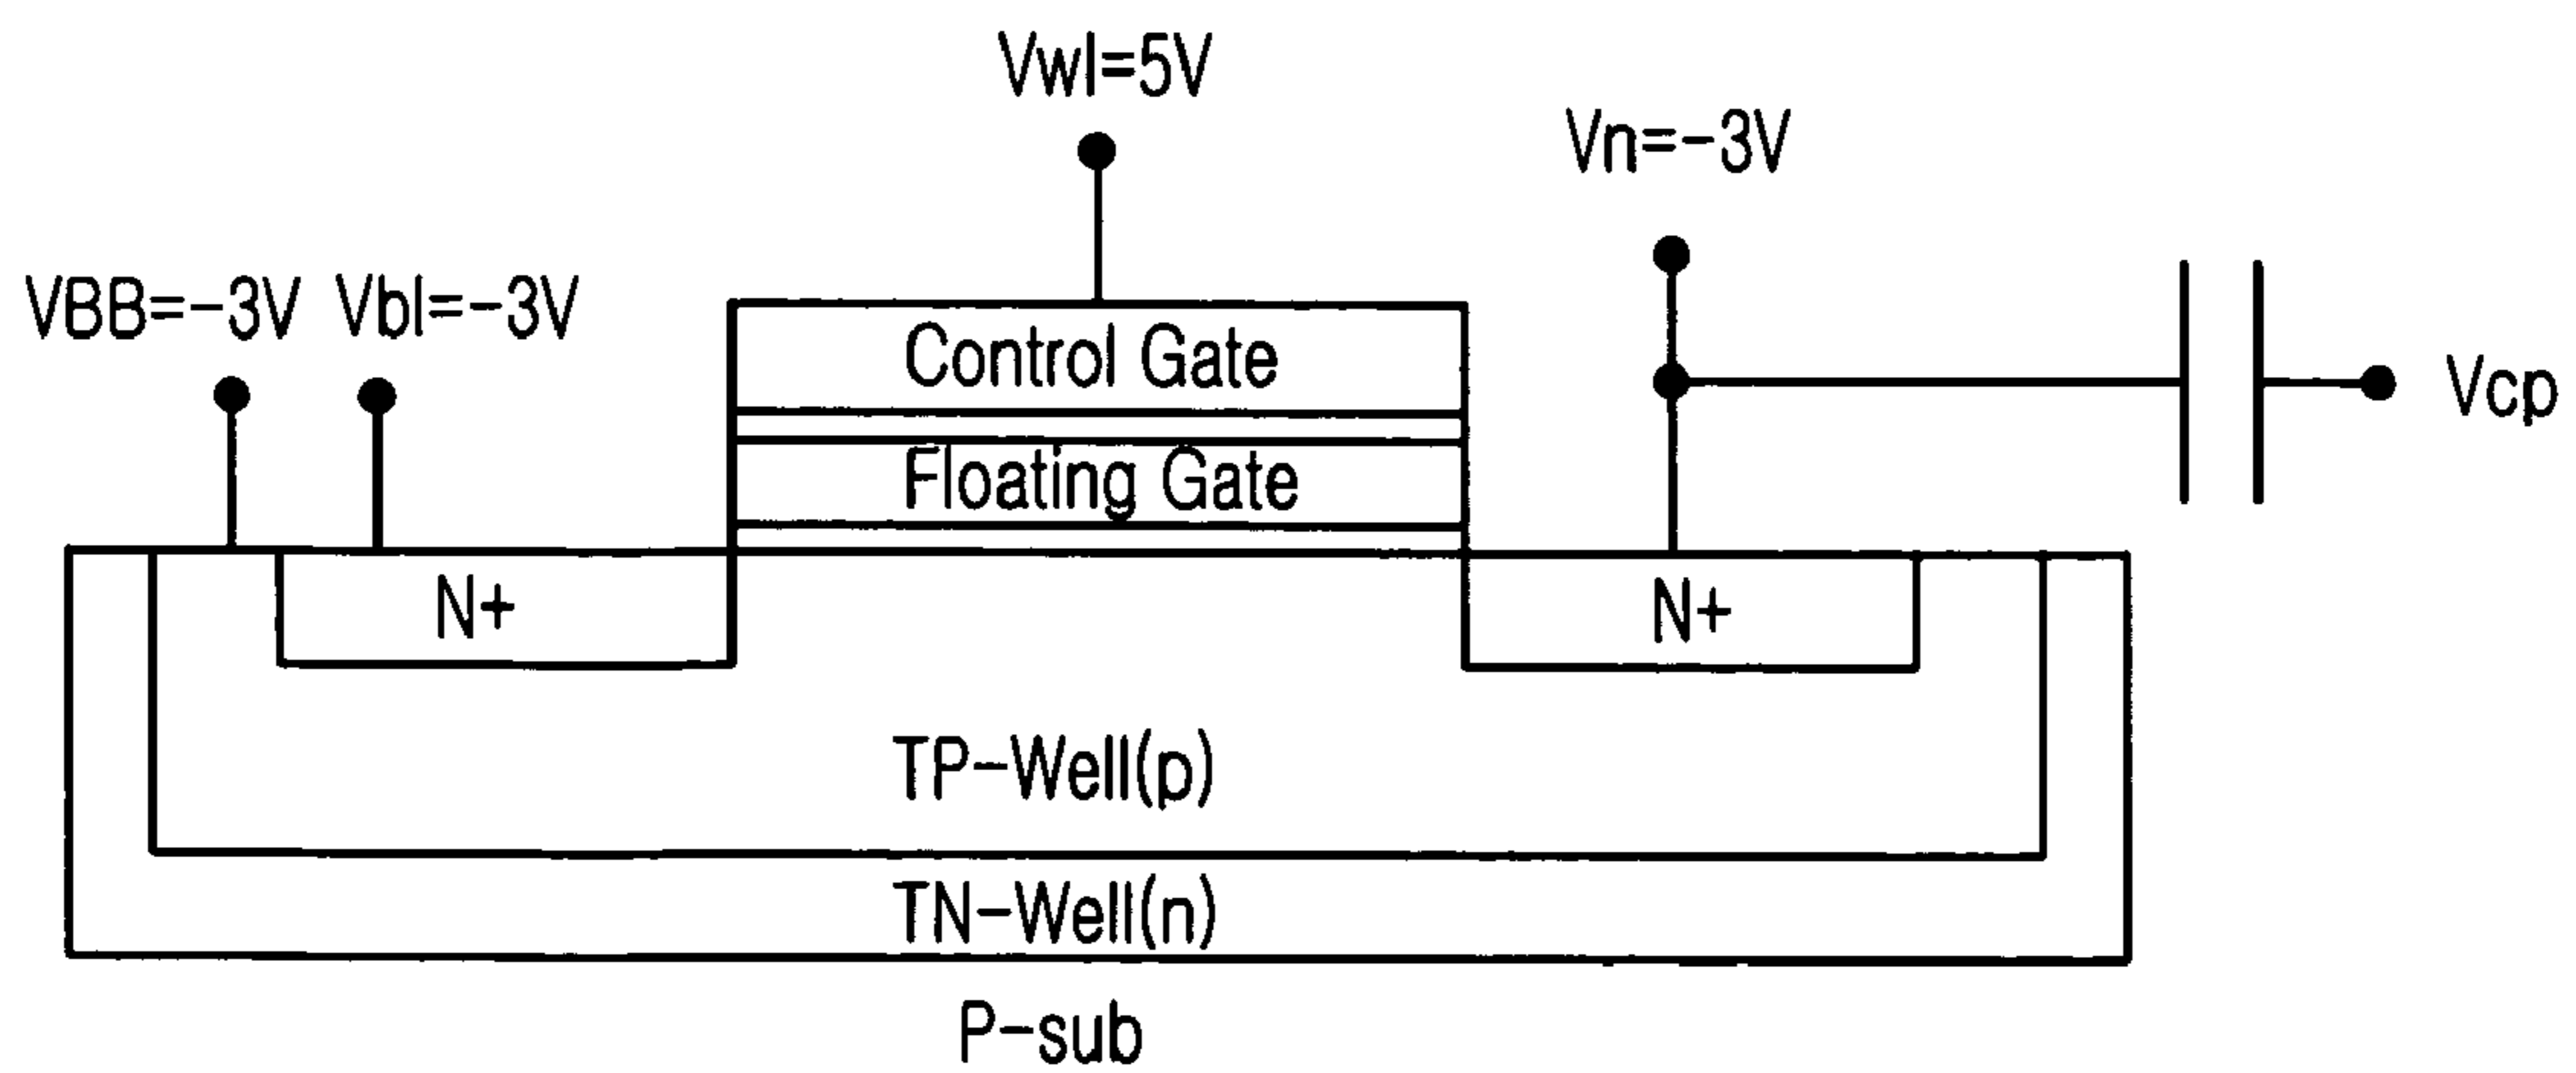 Vwl=5V
Vn=-3V
VBB=-3V
Vbl=-3V
Control Gate
Vcp
Floating Gate
N+
N+
TP-Well(p)
TN-Well(n)
P-sub